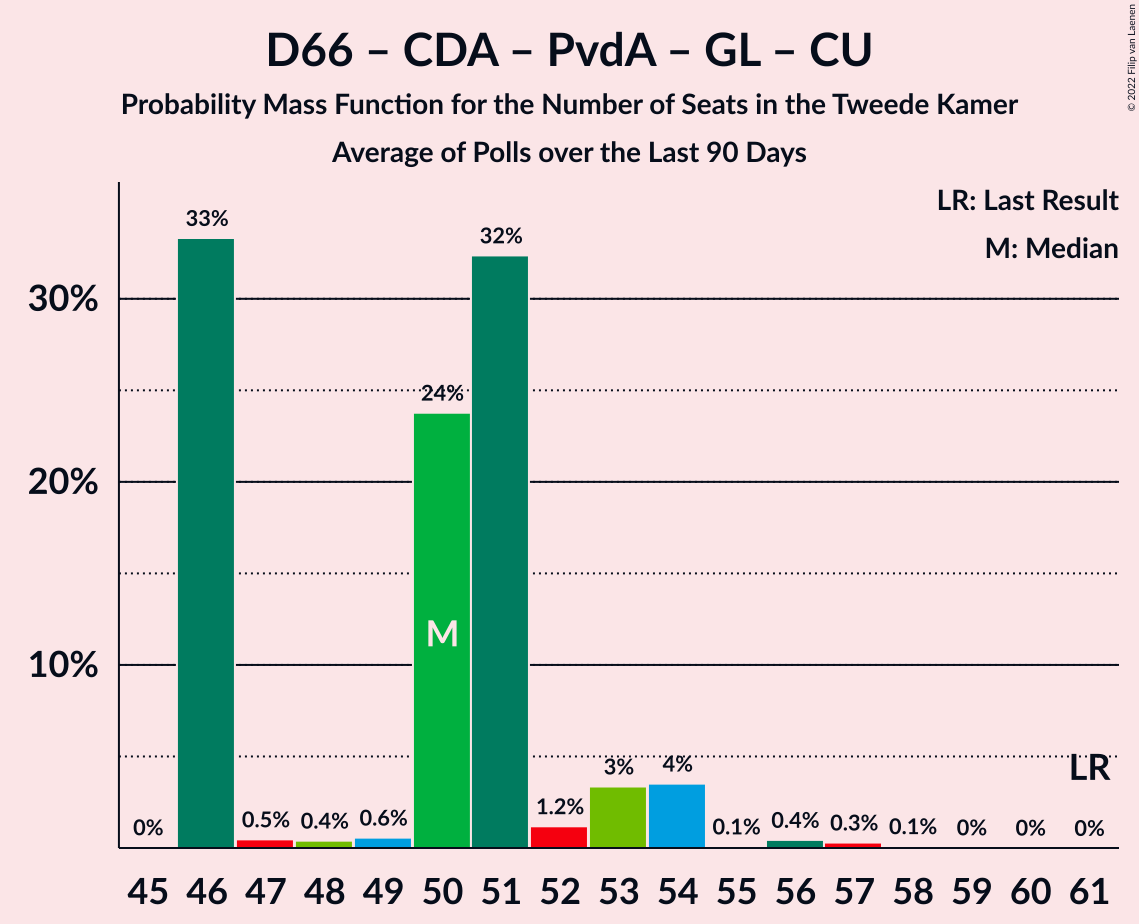 D66 – CDA – PvdA – GL – CU
Probability Mass Function for the Number of Seats in the Tweede Kamer
Average of Polls over the Last 90 Days
© 2022 Filip van Laenen
LR: Last Result
M: Median
30%
20%
10%
0%
33%
0.5%
0.4%
0.6%
24%
32%
1.2%
3%
4%
0.1%
0.4%
0.3%
0.1%
0%
0%
0%
M
LR
45 46 47 48 49 50 51 52 53 54 55 56 57 58 59 60 61